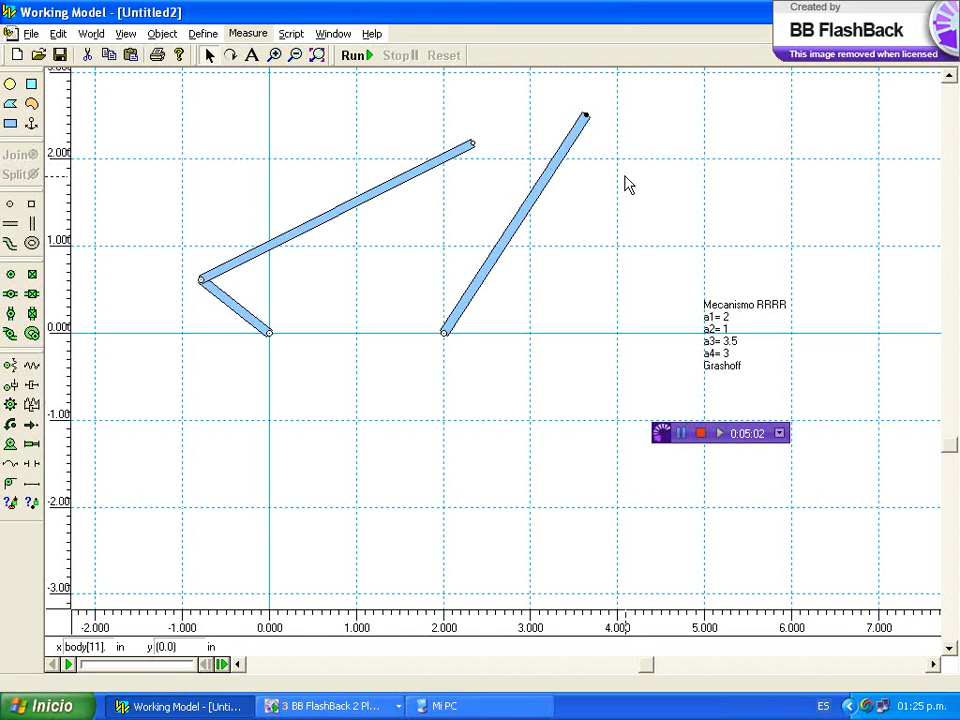 Working Model - [Untitled2]
Created by
BB FlashBack
This image removed when licensed
File Edit World View Object Define Measure Script Window Help
Run Stop Reset
Join
Split
2.000
1.000
0.000
-1.00
-2.00
-3.00
Mecanismo RRRR
a1= 2
a2= 1
a3= 3.5
a4= 3
Grashoff
0:05:02
-2.000 -1.000 0.000 1.000 2.000 3.000 4.000 5.000 6.000 7.000
x body[11]. in y (0.0) in
Inicio Working Model - [Unti... 3 BB FlashBack 2 Pl... Mi PC ES 01:25 p.m.